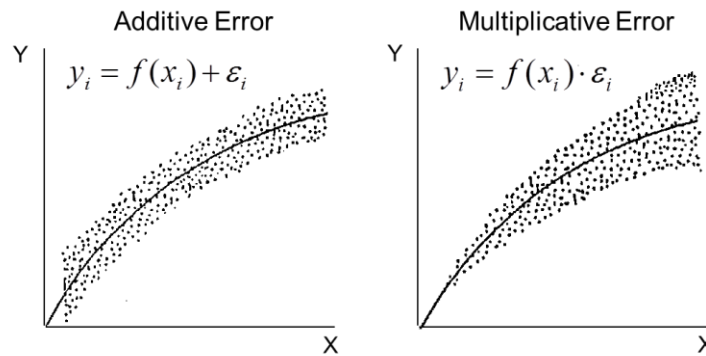 Additive Error
Y
y_i = f(x_i) + ε_i
X
Multiplicative Error
Y
y_i = f(x_i) · ε_i
X